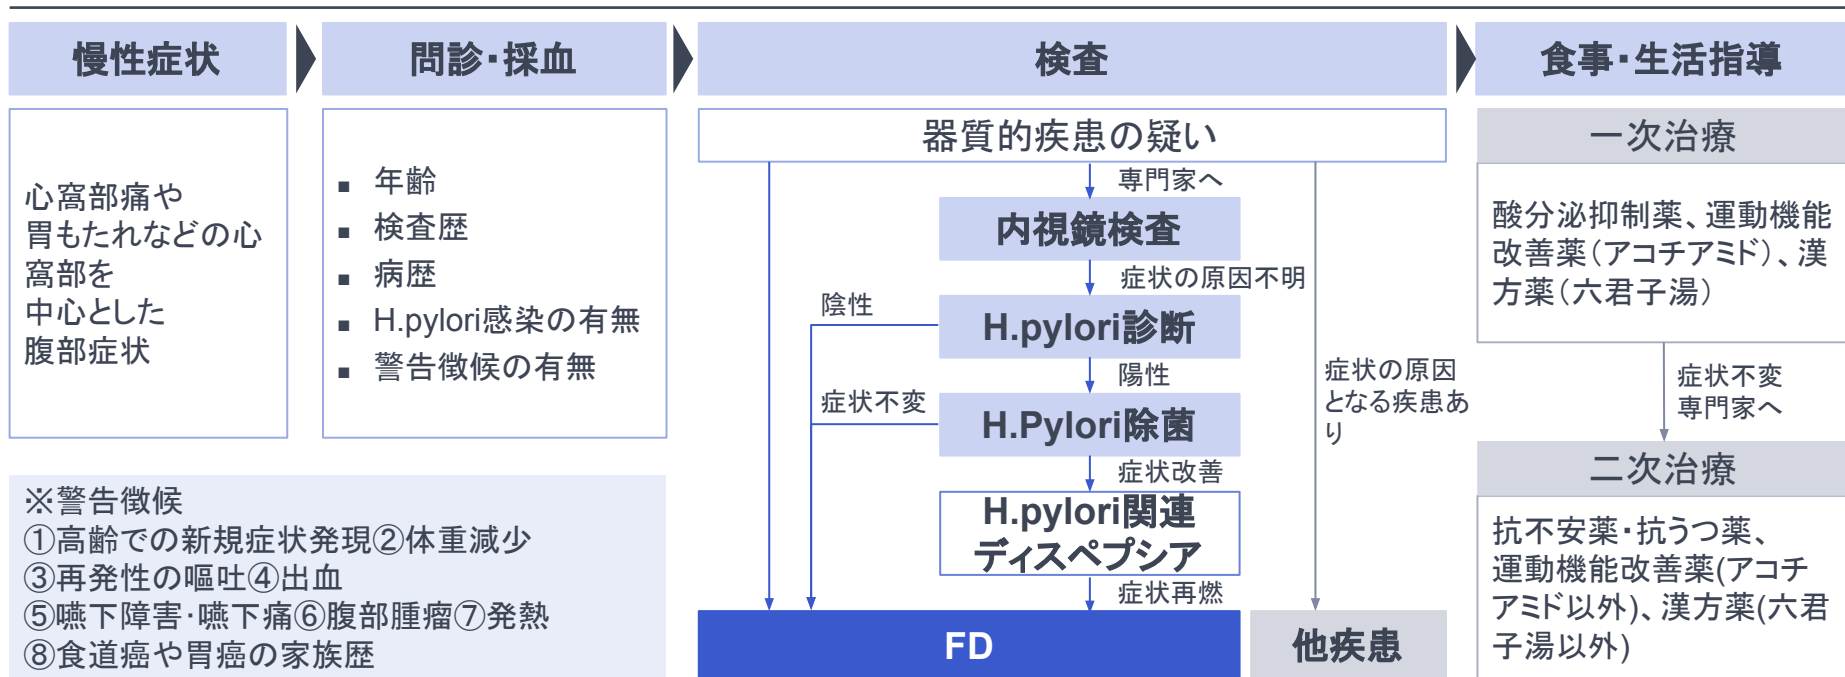 慢性症状
問診・採血
検査
食事・生活指導
心窩部痛や
胃もたれなどの心
窩部を
中心とした
腹部症状
■ 年齢
■ 検査歴
■ 病歴
■ H.pylori感染の有無
■ 警告徴候の有無
※警告徴候
①高齢での新規症状発現②体重減少
③再発性の嘔吐④出血
⑤嚥下障害·嚥下痛⑥腹部腫瘤⑦発熱
⑧食道癌や胃癌の家族歴
器質的疾患の疑い
専門家へ
内視鏡検査
症状の原因不明
陰性
H.pylori診断
陽性
症状不変
H.Pylori除菌
症状改善
H.pylori関連
ディスペプシア
症状再燃
FD
症状の原因
となる疾患あ
り
他疾患
一次治療
酸分泌抑制薬、運動機能
改善薬（アコチアミド）、漢
方薬（六君子湯）
症状不変
専門家へ
二次治療
抗不安薬・抗うつ薬、
運動機能改善薬(アコチ
アミド以外)、漢方薬(六君
子湯以外)